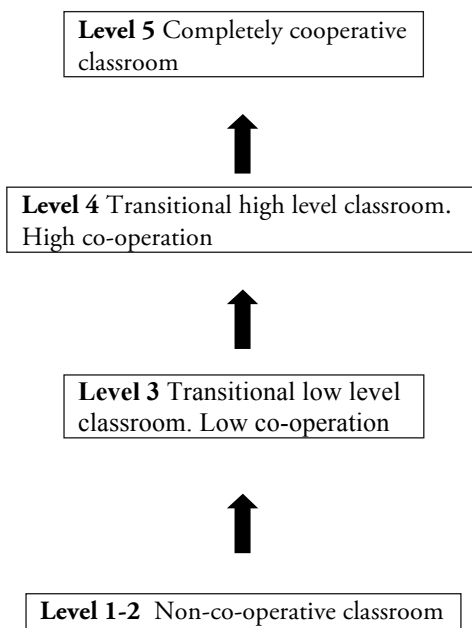 Level 5 Completely cooperative
classroom
Level 4 Transitional high level classroom.
High co-operation
Level 3 Transitional low level
classroom. Low co-operation
Level 1-2 Non-co-operative classroom